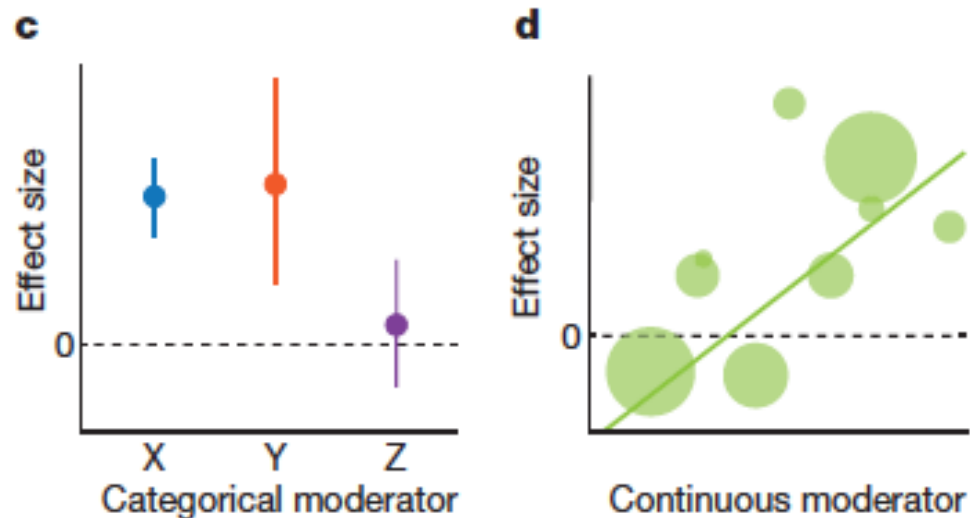 c
Effect size
0
X Y Z
Categorical moderator
d
Effect size
0
Continuous moderator